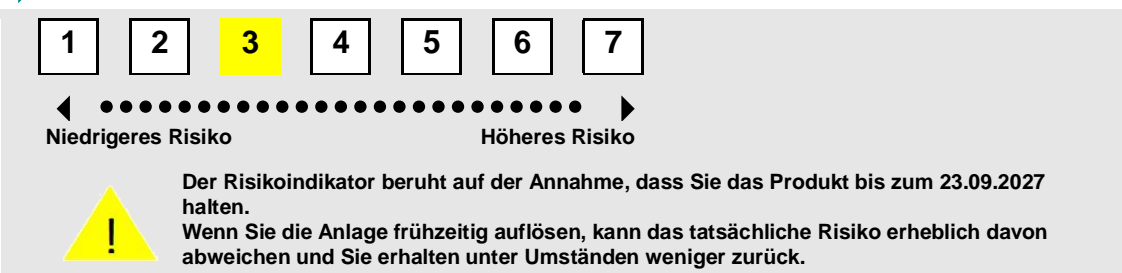 1 2 3 4 5 6 7
Niedrigeres Risiko Höheres Risiko
Der Risikoindikator beruht auf der Annahme, dass Sie das Produkt bis zum 23.09.2027
halten.
Wenn Sie die Anlage frühzeitig auflösen, kann das tatsächliche Risiko erheblich davon
abweichen und Sie erhalten unter Umständen weniger zurück.
!